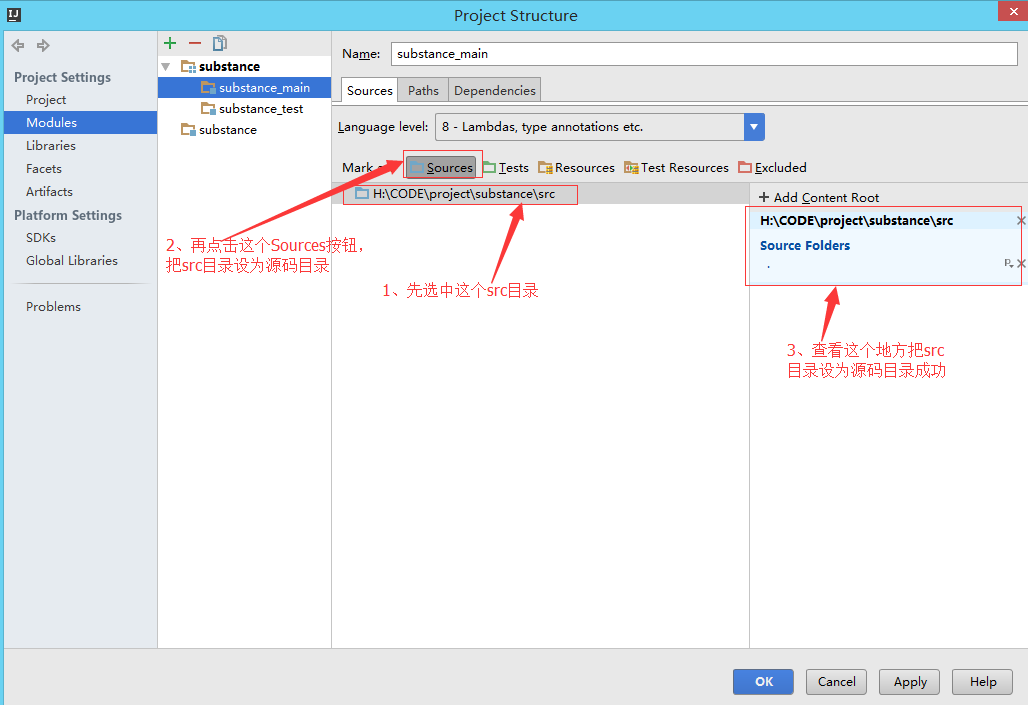 IJ
Project Structure
Project Settings
Project
Modules
Libraries
Facets
Artifacts
Platform Settings
SDKs
Global Libraries
Problems
substance
substance_main
substance_test
substance
Name: substance_main
Sources Paths Dependencies
Language level: 8 - Lambdas, type annotations etc.
Mark Sources Tests Resources Test Resources Excluded
H:\CODE\project\substance\src
Add Content Root
H:\CODE\project\substance\src
Source Folders
.
P
2、再点击这个Sources按钮，
把src目录设为源码目录
1、先选中这个src目录
3、查看这个地方把src
目录设为源码目录成功
OK Cancel Apply Help